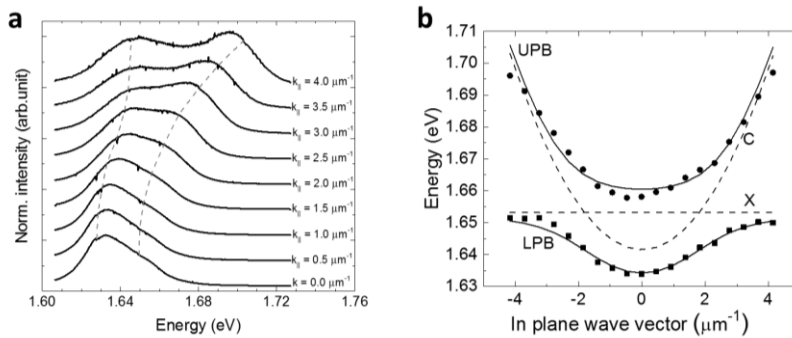 a
Norm. intensity (arb.unit)
k∥ = 4.0 μm⁻¹
k∥ = 3.5 μm⁻¹
k∥ = 3.0 μm⁻¹
k∥ = 2.5 μm⁻¹
k∥ = 2.0 μm⁻¹
k∥ = 1.5 μm⁻¹
k∥ = 1.0 μm⁻¹
k∥ = 0.5 μm⁻¹
k = 0.0 μm⁻¹
1.60 1.64 1.68 1.72 1.76
Energy (eV)
b
Energy (eV)
1.71
1.70
1.69
1.68
1.67
1.66
1.65
1.64
1.63
UPB
C
X
LPB
-4 -2 0 2 4
In plane wave vector (μm⁻¹)